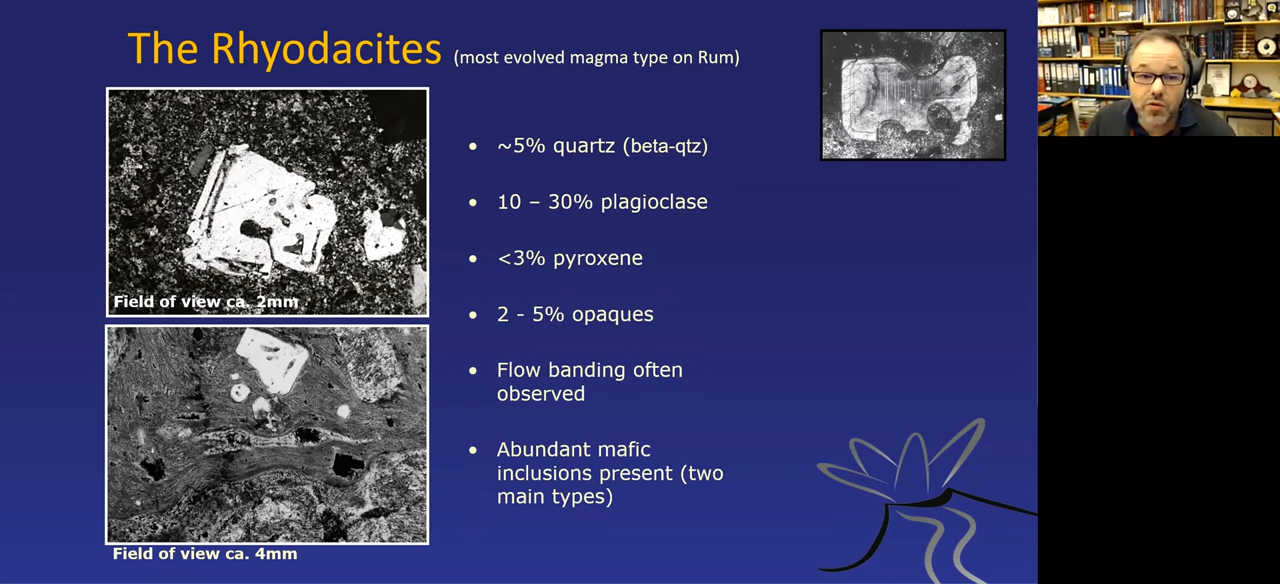 The Rhyodacites (most evolved magma type on Rum)
Field of view ca. 2mm
Field of view ca. 4mm
• ~5% quartz (beta-qtz)
• 10 – 30% plagioclase
• <3% pyroxene
• 2 - 5% opaques
• Flow banding often
observed
• Abundant mafic
inclusions present (two
main types)